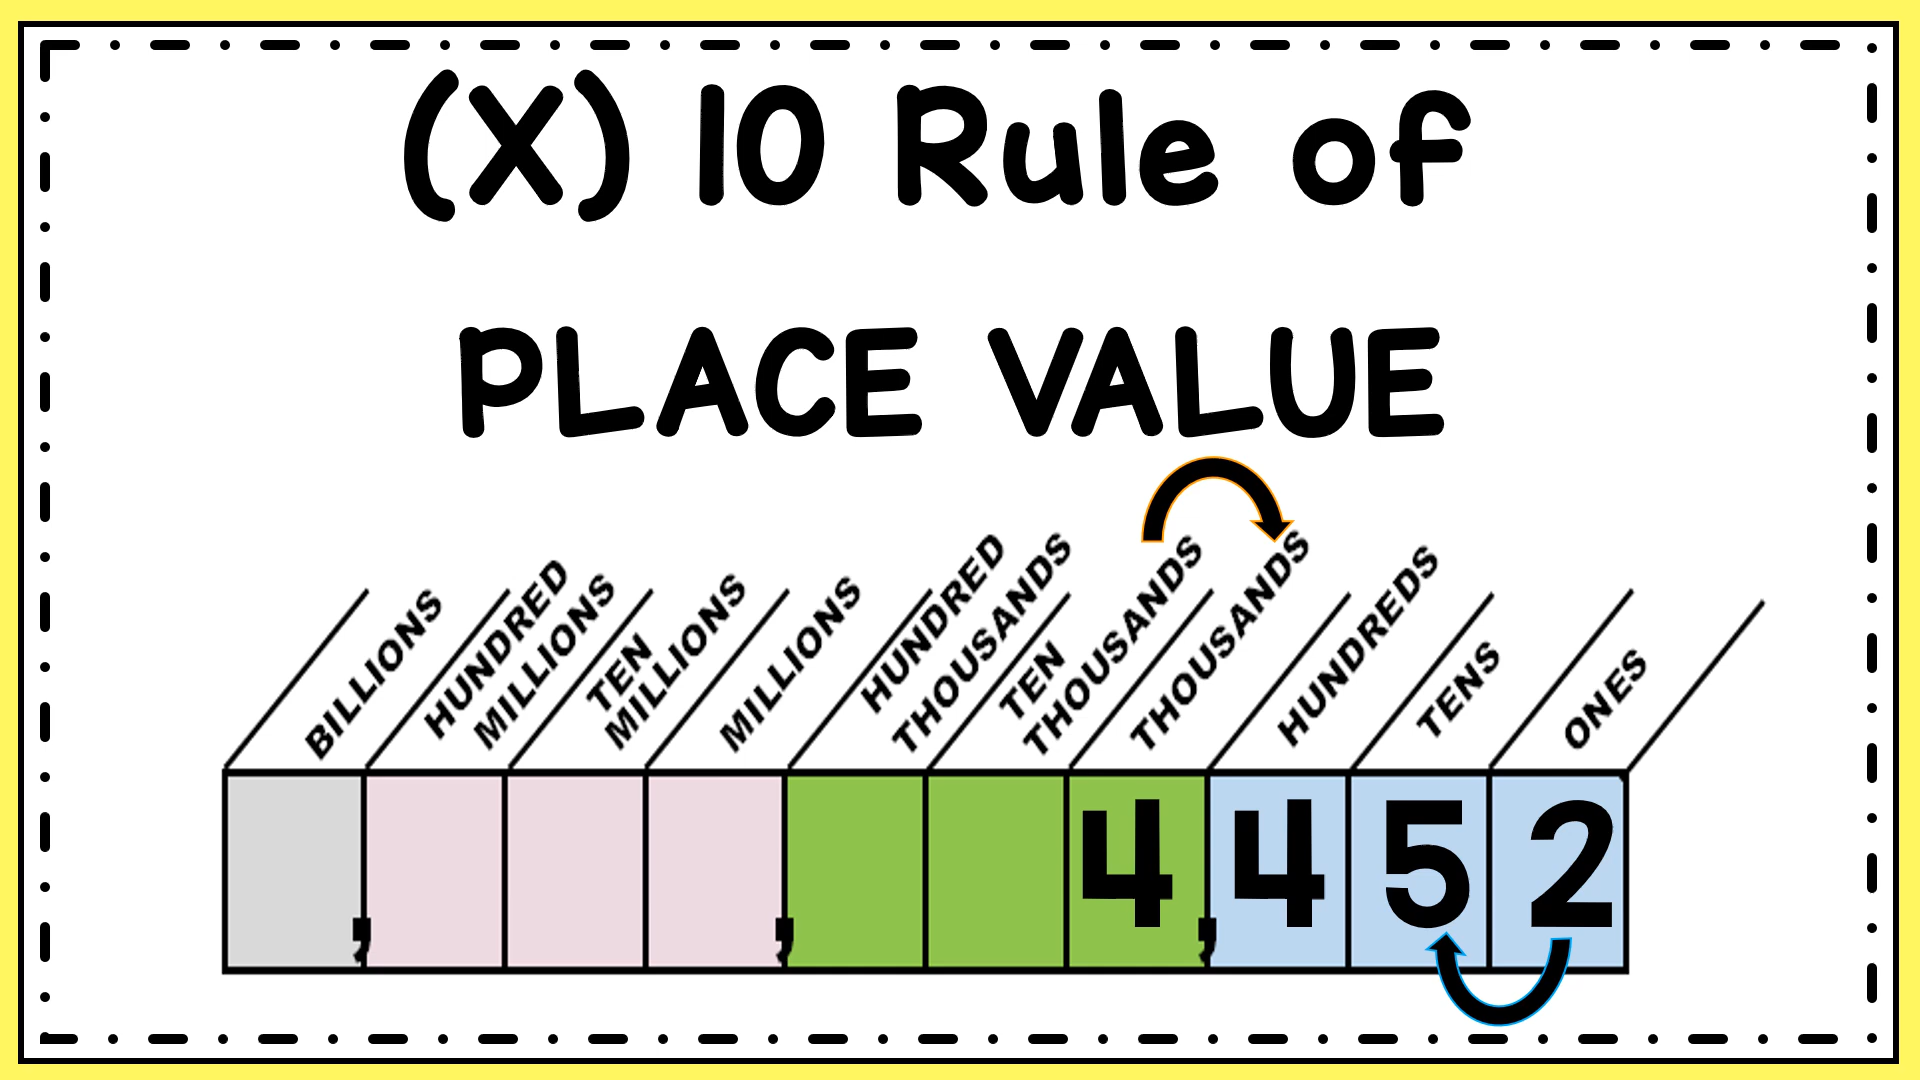 (X) 10 Rule of
PLACE VALUE
BILLIONS
HUNDRED
MILLIONS
TEN
MILLIONS
MILLIONS
HUNDRED
THOUSANDS
TEN
THOUSANDS
THOUSANDS
HUNDREDS
TENS
ONES
, , 4,452